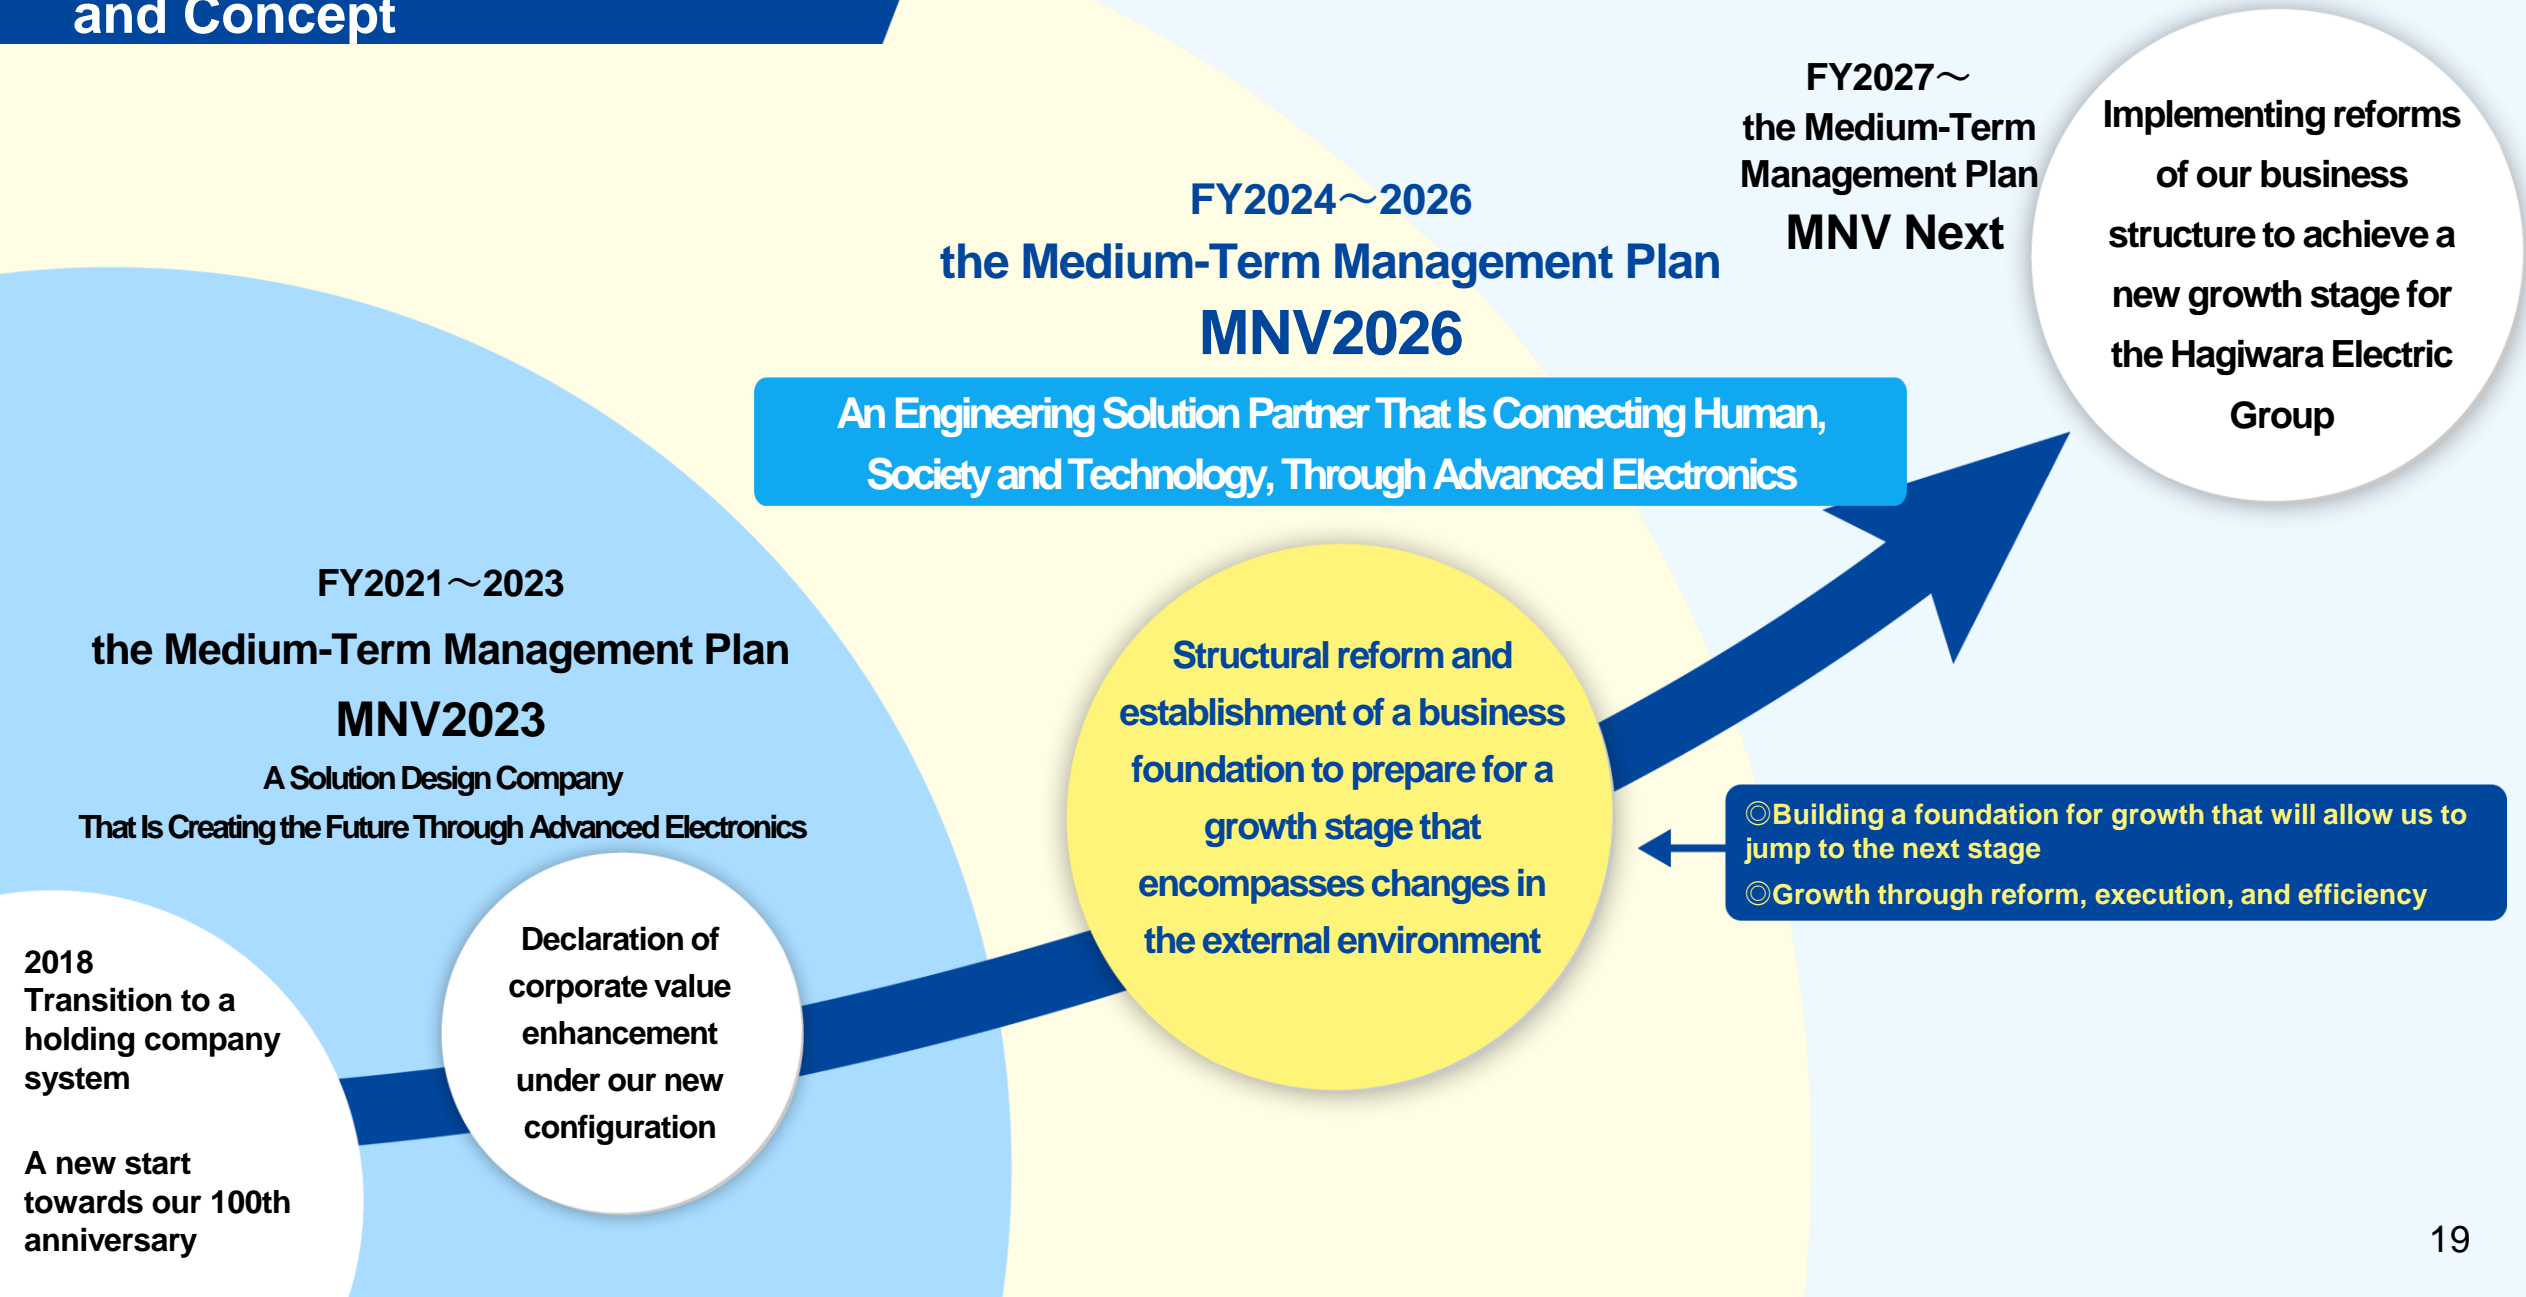 and Concept
2018
Transition to a
holding company
system
A new start
towards our 100th
anniversary
FY2021～2023
the Medium-Term Management Plan
MNV2023
A Solution Design Company
That Is Creating the Future Through Advanced Electronics
Declaration of
corporate value
enhancement
under our new
configuration
FY2024～2026
the Medium-Term Management Plan
MNV2026
An Engineering Solution Partner That Is Connecting Human,
Society and Technology, Through Advanced Electronics
Structural reform and
establishment of a business
foundation to prepare for a
growth stage that
encompasses changes in
the external environment
◎Building a foundation for growth that will allow us to
jump to the next stage
◎Growth through reform, execution, and efficiency
FY2027～
the Medium-Term
Management Plan
MNV Next
Implementing reforms
of our business
structure to achieve a
new growth stage for
the Hagiwara Electric
Group
19